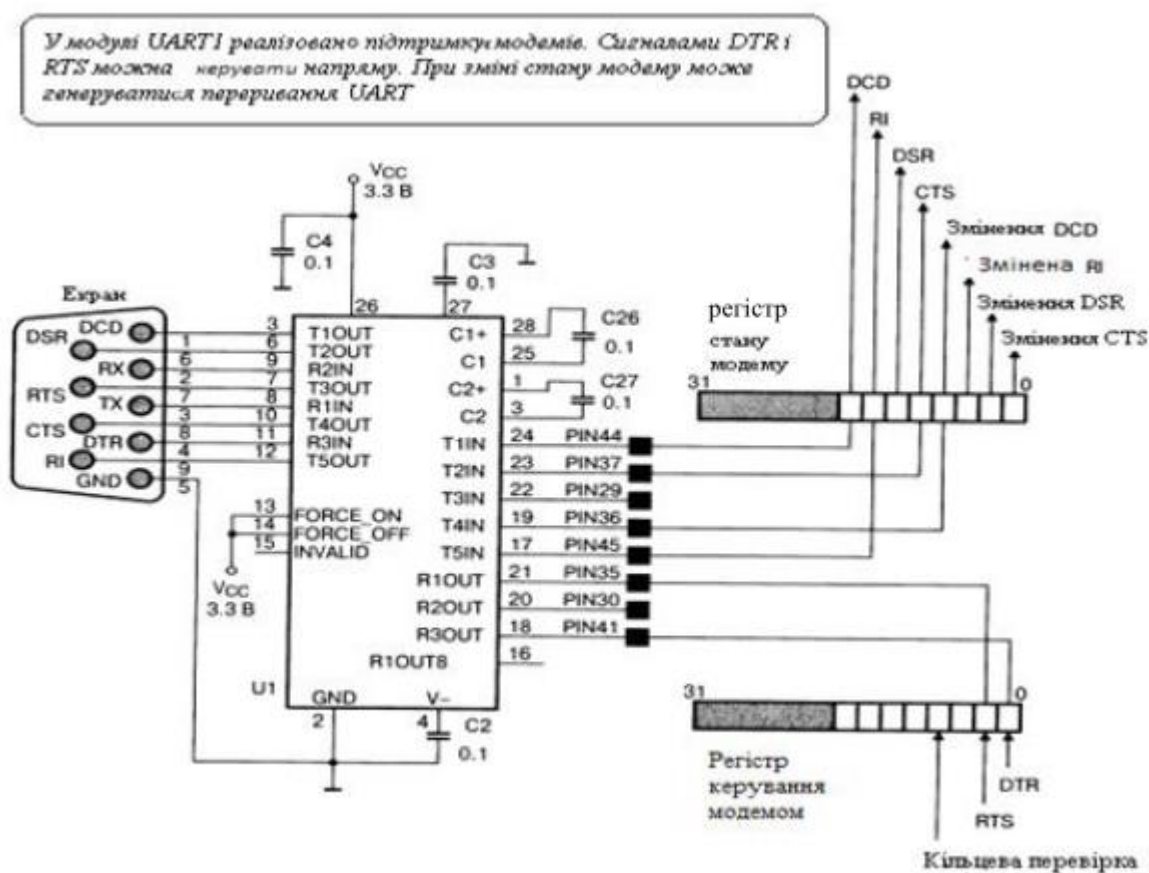 У модулі UART1 реалізовано підтримку модемів. Сигналами DTR і
RTS можна керувати напряму. При зміні стану модему може
генеруватися переривання UART
DCD
RI
DSR
CTS
Змінення DCD
Змінена RI
Змінення DSR
Змінення CTS
регістр
стану
модему
31
0
Vcc
3.3 В
C4
0.1
C3
0.1
26
27
Екран
DCD
DSR
RX
RTS
TX
CTS
DTR
RI
GND
1
6
2
7
3
8
4
9
5
3
6
9
7
8
10
11
12
T1OUT
T2OUT
R2IN
T3OUT
R1IN
T4OUT
R3IN
T5OUT
13
14
15
FORCE_ON
FORCE_OFF
INVALID
Vcc
3.3 В
C1+
28
C26
0.1
C1
25
C2+
1
C27
0.1
C2
3
T1IN
24
PIN44
T2IN
23
PIN37
T3IN
22
PIN29
T4IN
19
PIN36
T5IN
17
PIN45
R1OUT
21
PIN35
R2OUT
20
PIN30
R3OUT
18
PIN41
R1OUT8
16
U1
GND
V–
2
4
C2
0.1
31
0
Регістр
керування
модемом
DTR
RTS
Кільцева перевірка